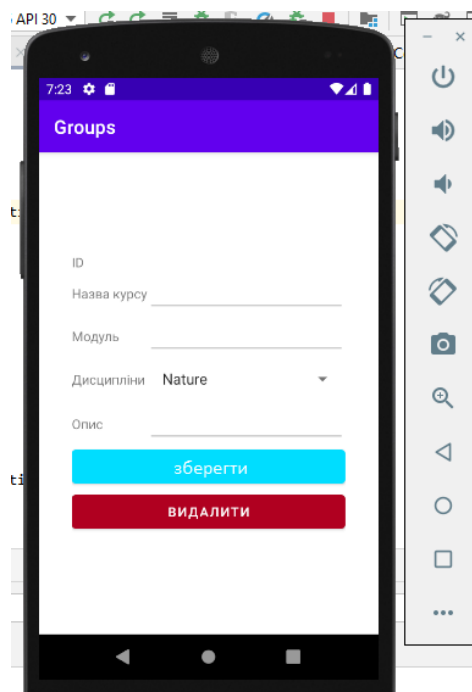 API 30
7:23
Groups
ID
Назва курсу
Модуль
Дисципліни Nature
Опис
зберегти
ВИДАЛИТИ